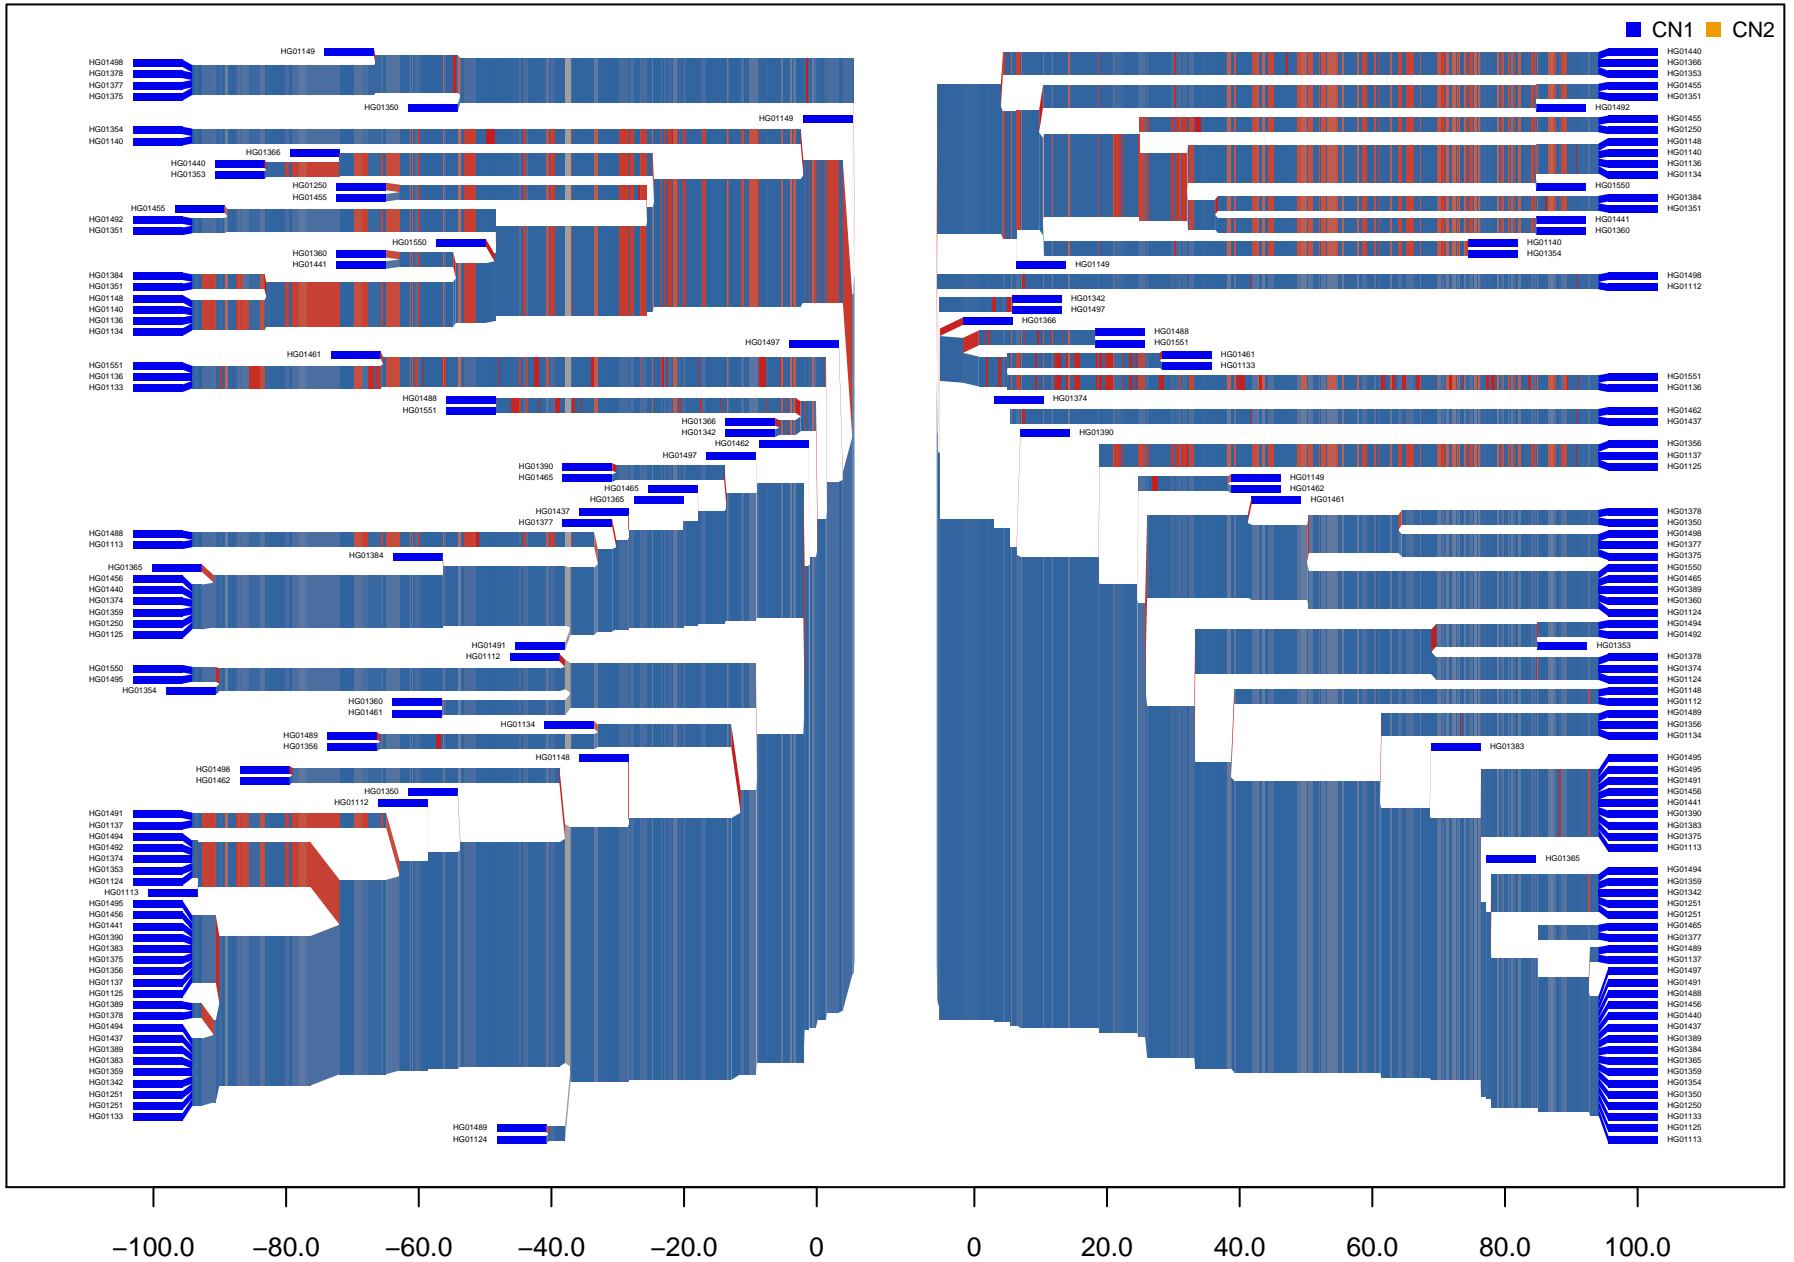 CN1 CN2
HG01149
HG01498
HG01378
HG01377
HG01375
HG01350
HG01149
HG01354
HG01140
HG01366
HG01440
HG01353
HG01250
HG01455
HG01455
HG01492
HG01351
HG01550
HG01360
HG01441
HG01384
HG01351
HG01148
HG01140
HG01136
HG01134
HG01497
HG01461
HG01551
HG01136
HG01133
HG01488
HG01551
HG01366
HG01342
HG01462
HG01497
HG01390
HG01465
HG01465
HG01365
HG01437
HG01377
HG01488
HG01113
HG01384
HG01365
HG01456
HG01440
HG01374
HG01359
HG01250
HG01125
HG01491
HG01112
HG01550
HG01495
HG01354
HG01360
HG01461
HG01134
HG01489
HG01356
HG01148
HG01498
HG01462
HG01350
HG01112
HG01491
HG01137
HG01494
HG01492
HG01374
HG01353
HG01124
HG01113
HG01495
HG01456
HG01441
HG01390
HG01383
HG01375
HG01356
HG01137
HG01125
HG01389
HG01378
HG01494
HG01437
HG01389
HG01383
HG01359
HG01342
HG01251
HG01251
HG01133
HG01489
HG01124
HG01440
HG01366
HG01353
HG01455
HG01351
HG01492
HG01455
HG01250
HG01148
HG01140
HG01136
HG01134
HG01550
HG01384
HG01351
HG01441
HG01360
HG01140
HG01354
HG01149
HG01498
HG01112
HG01342
HG01497
HG01366
HG01488
HG01551
HG01461
HG01133
HG01551
HG01136
HG01374
HG01462
HG01437
HG01390
HG01356
HG01137
HG01125
HG01149
HG01462
HG01461
HG01378
HG01350
HG01498
HG01377
HG01375
HG01550
HG01465
HG01389
HG01360
HG01124
HG01494
HG01492
HG01353
HG01378
HG01374
HG01124
HG01148
HG01112
HG01489
HG01356
HG01134
HG01383
HG01495
HG01495
HG01491
HG01456
HG01441
HG01390
HG01383
HG01375
HG01113
HG01365
HG01494
HG01359
HG01342
HG01251
HG01251
HG01465
HG01377
HG01489
HG01137
HG01497
HG01491
HG01488
HG01456
HG01440
HG01437
HG01389
HG01384
HG01365
HG01359
HG01354
HG01350
HG01250
HG01133
HG01125
HG01113
−100.0 −80.0 −60.0 −40.0 −20.0 0 0 20.0 40.0 60.0 80.0 100.0